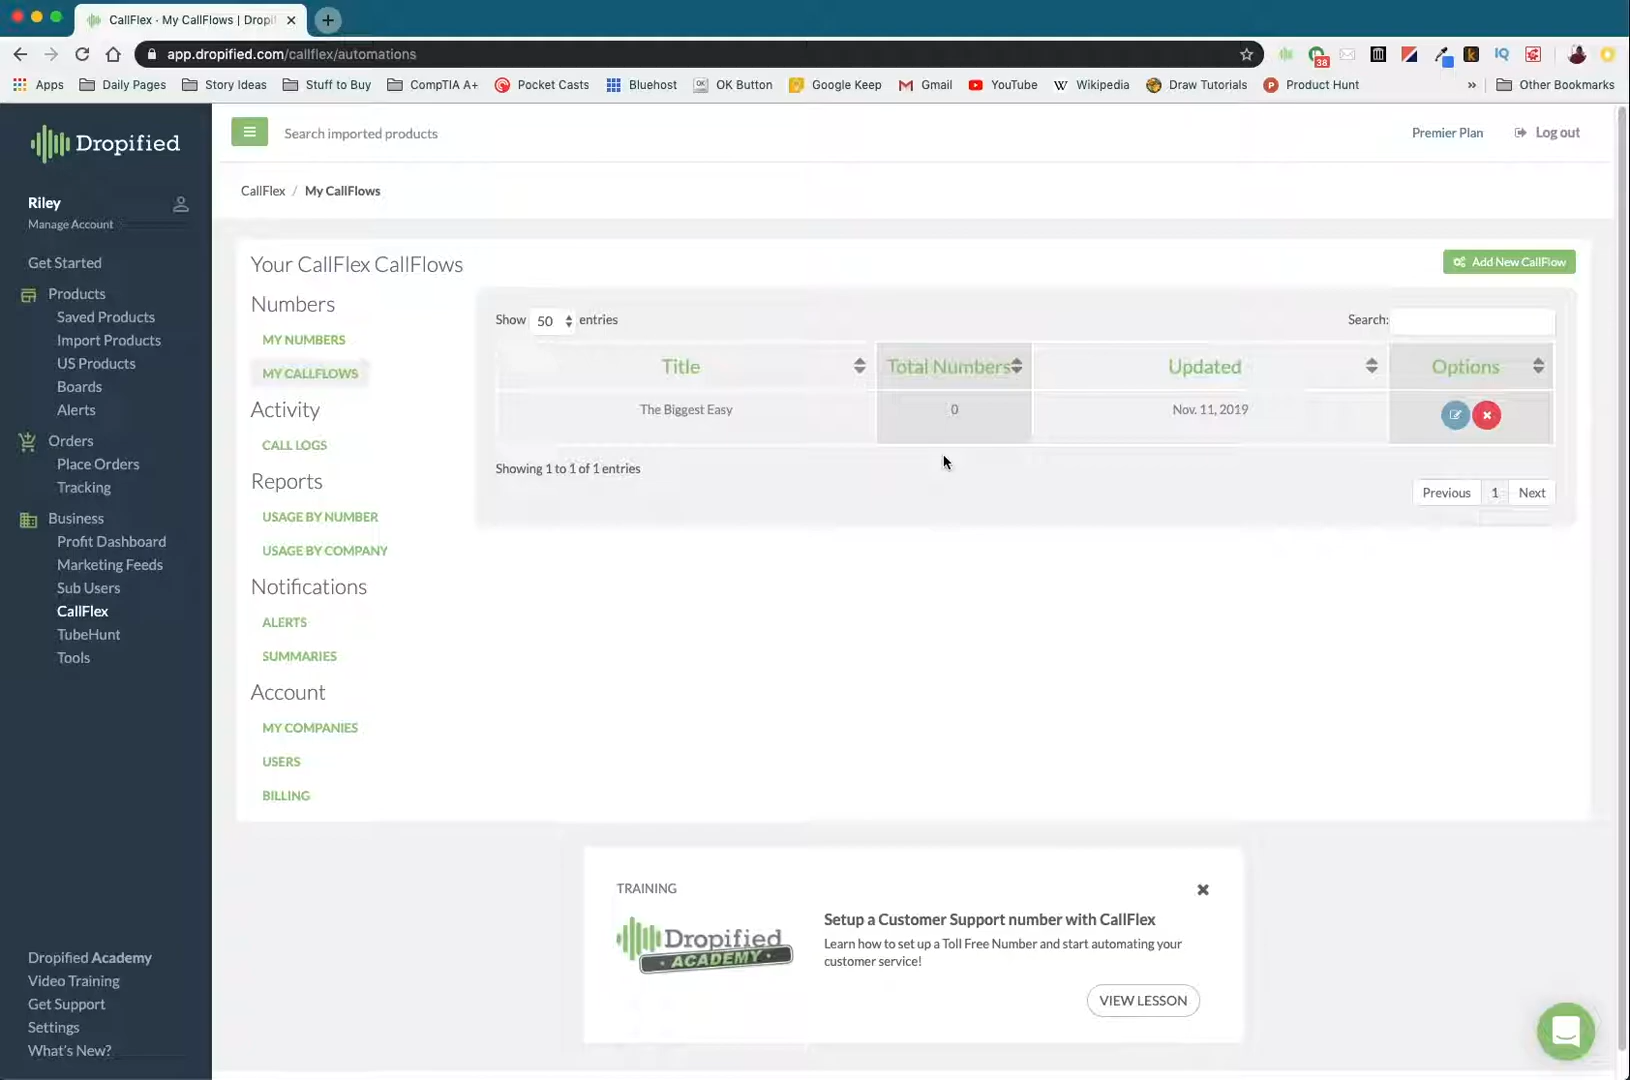 CallFlex - My CallFlows | Dropi
app.dropified.com/callflex/automations
38
IQ
Apps Daily Pages Story Ideas Stuff to Buy CompTIA A+ Pocket Casts Bluehost OK Button Google Keep Gmail YouTube Wikipedia Draw Tutorials Product Hunt » Other Bookmarks
Dropified
Riley
Manage Account
Get Started
Products
Saved Products
Import Products
US Products
Boards
Alerts
Orders
Place Orders
Tracking
Business
Profit Dashboard
Marketing Feeds
Sub Users
CallFlex
TubeHunt
Tools
Dropified Academy
Video Training
Get Support
Settings
What's New?
Search imported products
Premier Plan
Log out
CallFlex / My CallFlows
Your CallFlex CallFlows
Add New CallFlow
Numbers
MY NUMBERS
MY CALLFLOWS
Activity
CALL LOGS
Reports
USAGE BY NUMBER
USAGE BY COMPANY
Notifications
ALERTS
SUMMARIES
Account
MY COMPANIES
USERS
BILLING
Show 50 entries
Search:
Title Total Numbers Updated Options
The Biggest Easy 0 Nov. 11, 2019
Showing 1 to 1 of 1 entries
Previous 1 Next
TRAINING
Dropified
ACADEMY
Setup a Customer Support number with CallFlex
Learn how to set up a Toll Free Number and start automating your
customer service!
VIEW LESSON